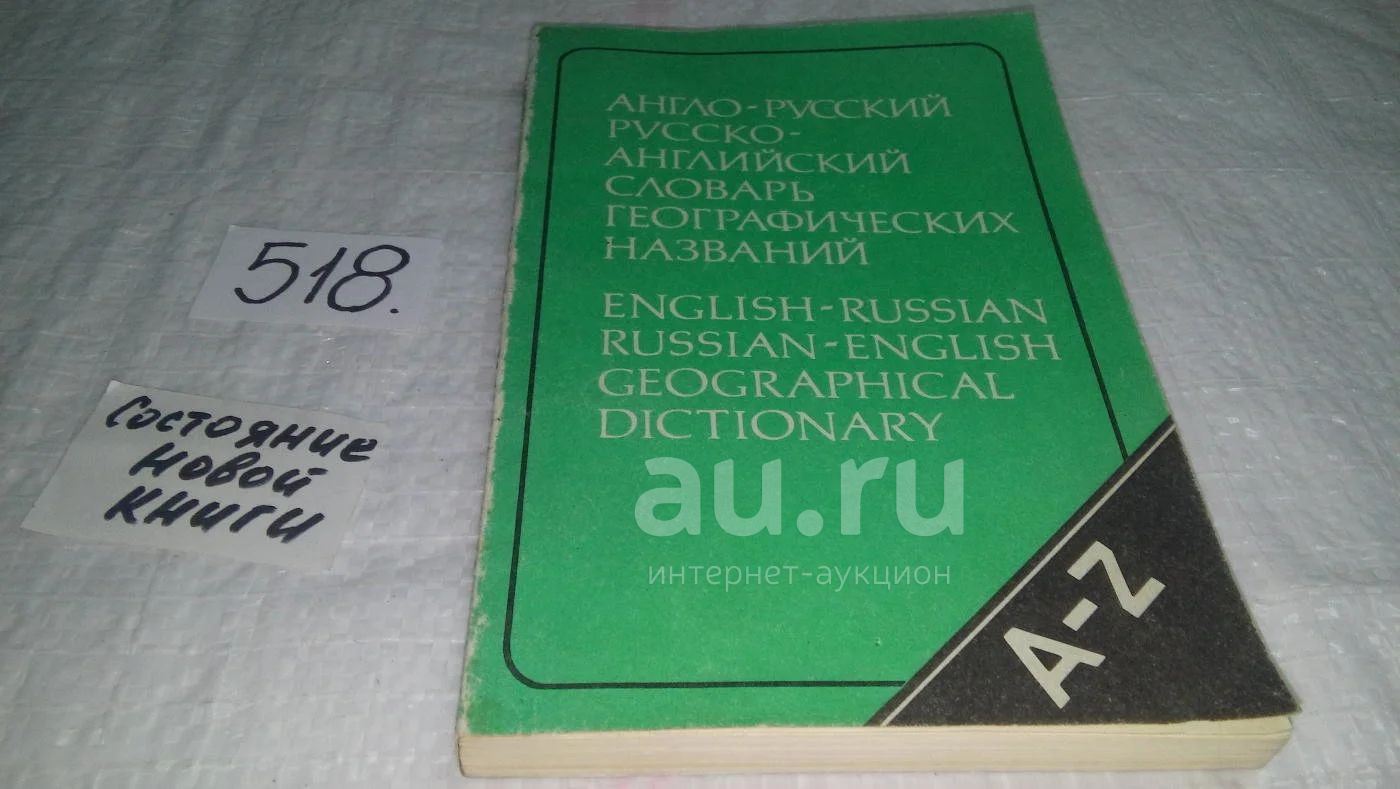 АНГЛО-РУССКИЙ
РУССКО-
АНГЛИЙСКИЙ
СЛОВАРЬ
ГЕОГРАФИЧЕСКИХ
НАЗВАНИЙ
ENGLISH-RUSSIAN
RUSSIAN-ENGLISH
GEOGRAPHICAL
DICTIONARY
A-Z
518.
Состояние
новой
книги
au.ru
интернет-аукцион